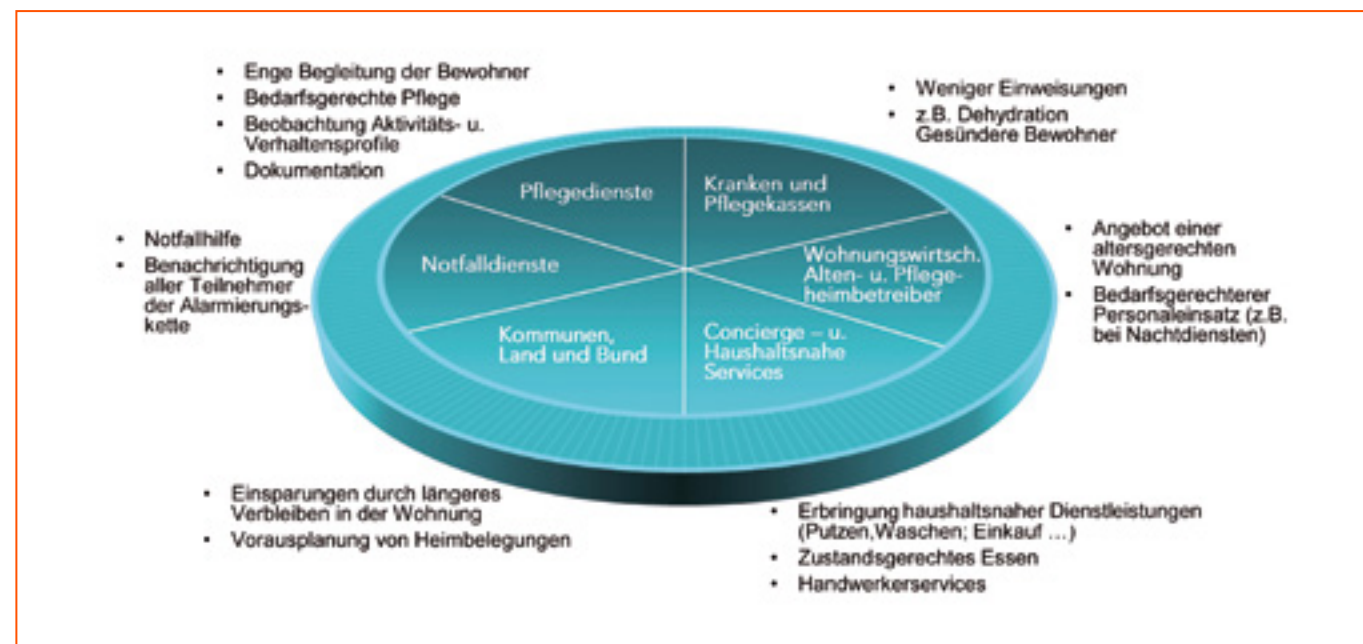 • Enge Begleitung der Bewohner
• Bedarfsgerechte Pflege
• Beobachtung Aktivitäts- u.
Verhaltensprofile
• Dokumentation
• Weniger Einweisungen
• z.B. Dehydration
Gesündere Bewohner
• Notfallhilfe
• Benachrichtigung
aller Teilnehmer
der Alarmierungs-
kette
• Angebot einer
altersgerechten
Wohnung
• Bedarfsgerechterer
Personaleinsatz (z.B.
bei Nachtdiensten)
Pflegedienste
Kranken und
Pflegekassen
Notfalldienste
Wohnungswirtsch.
Alten- u. Pflege-
heimbetreiber
Kommunen,
Land und Bund
Concierge – u.
Haushaltsnahe
Services
• Einsparungen durch längeres
Verbleiben in der Wohnung
• Vorausplanung von Heimbelegungen
• Erbringung haushaltsnaher Dienstleistungen
(Putzen,Waschen; Einkauf ...)
• Zustandsgerechtes Essen
• Handwerkerservices